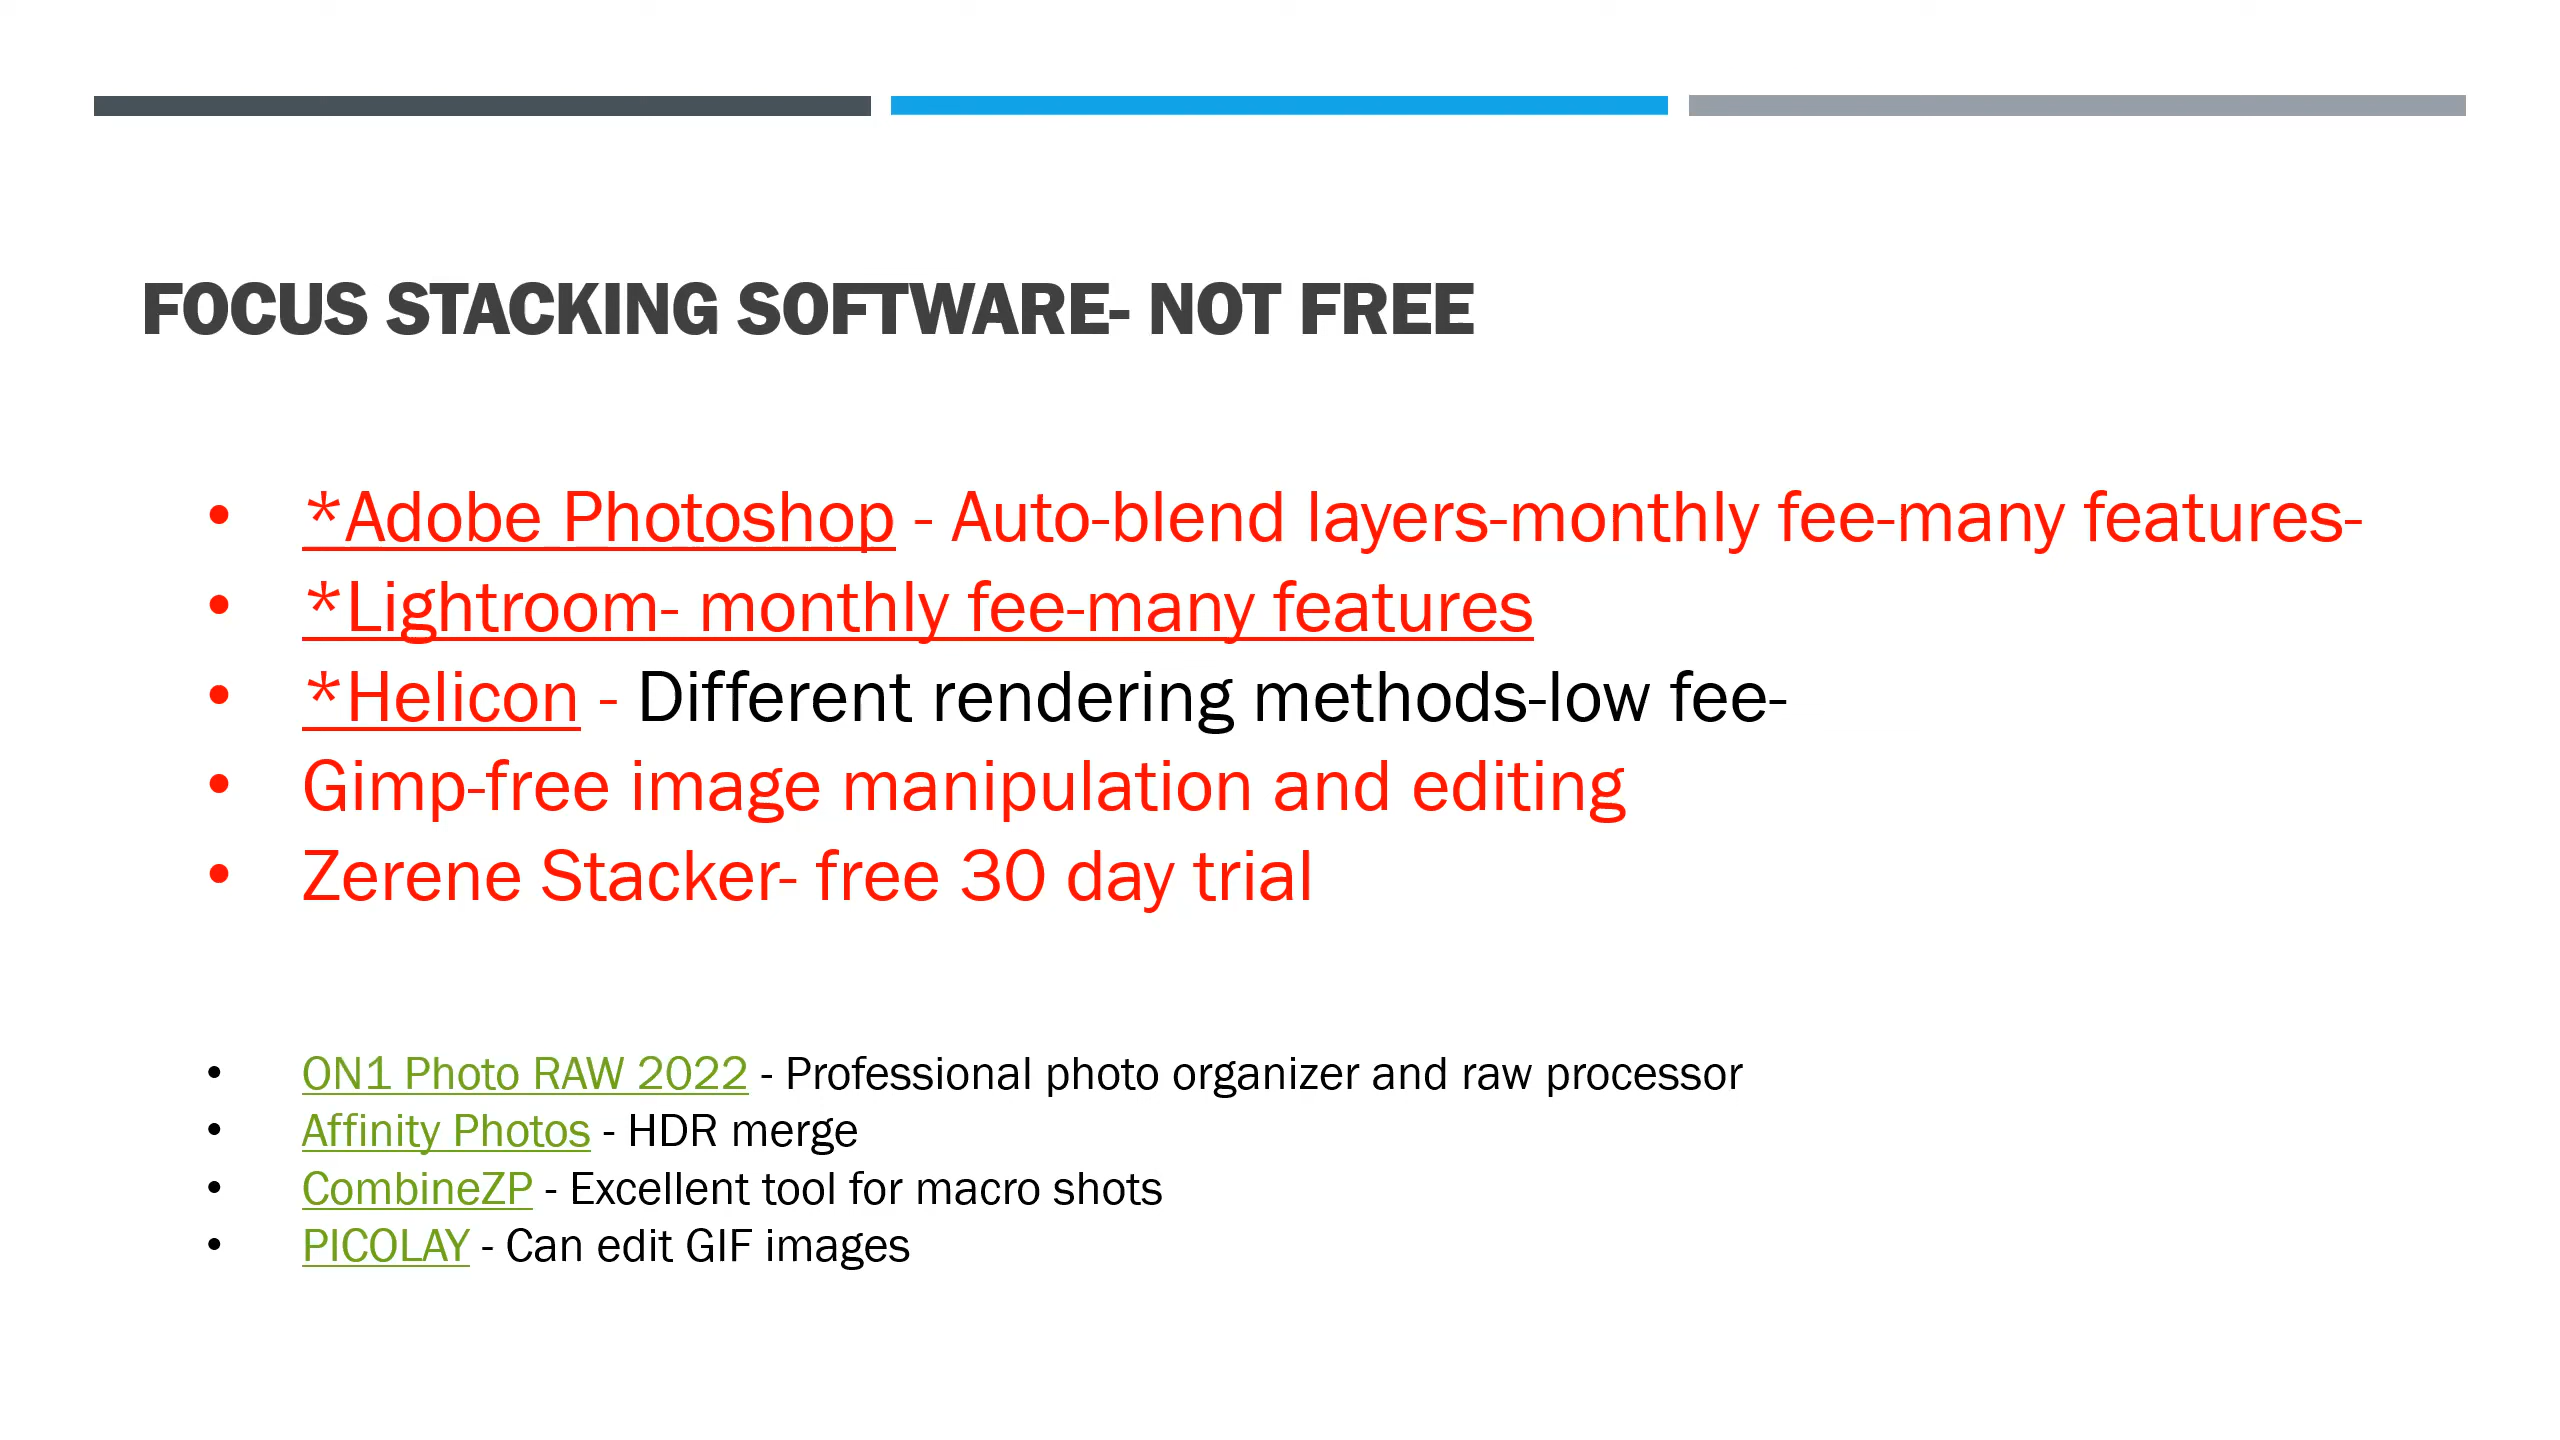 FOCUS STACKING SOFTWARE- NOT FREE
• *Adobe Photoshop - Auto-blend layers-monthly fee-many features-
• *Lightroom- monthly fee-many features
• *Helicon - Different rendering methods-low fee-
• Gimp-free image manipulation and editing
• Zerene Stacker- free 30 day trial
• ON1 Photo RAW 2022 - Professional photo organizer and raw processor
• Affinity Photos - HDR merge
• CombineZP - Excellent tool for macro shots
• PICOLAY - Can edit GIF images